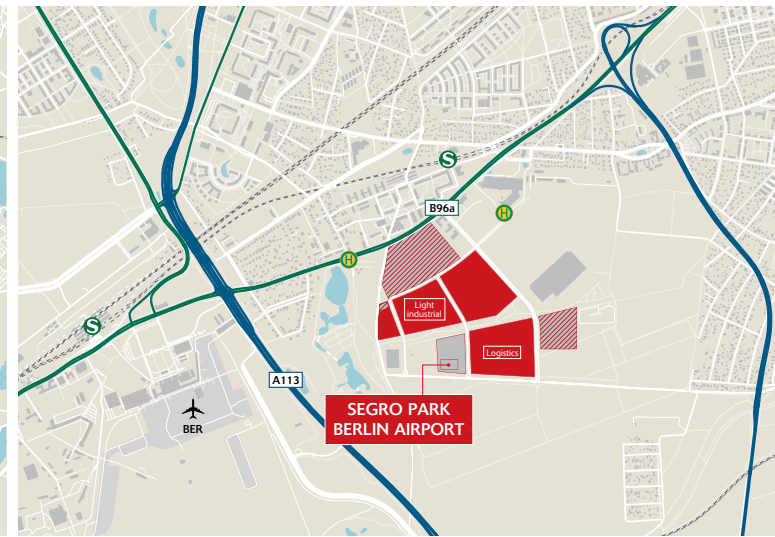 S
B96a
H
H
Light
industrial
S
Logistics
A113
SEGRO PARK
BERLIN AIRPORT
BER